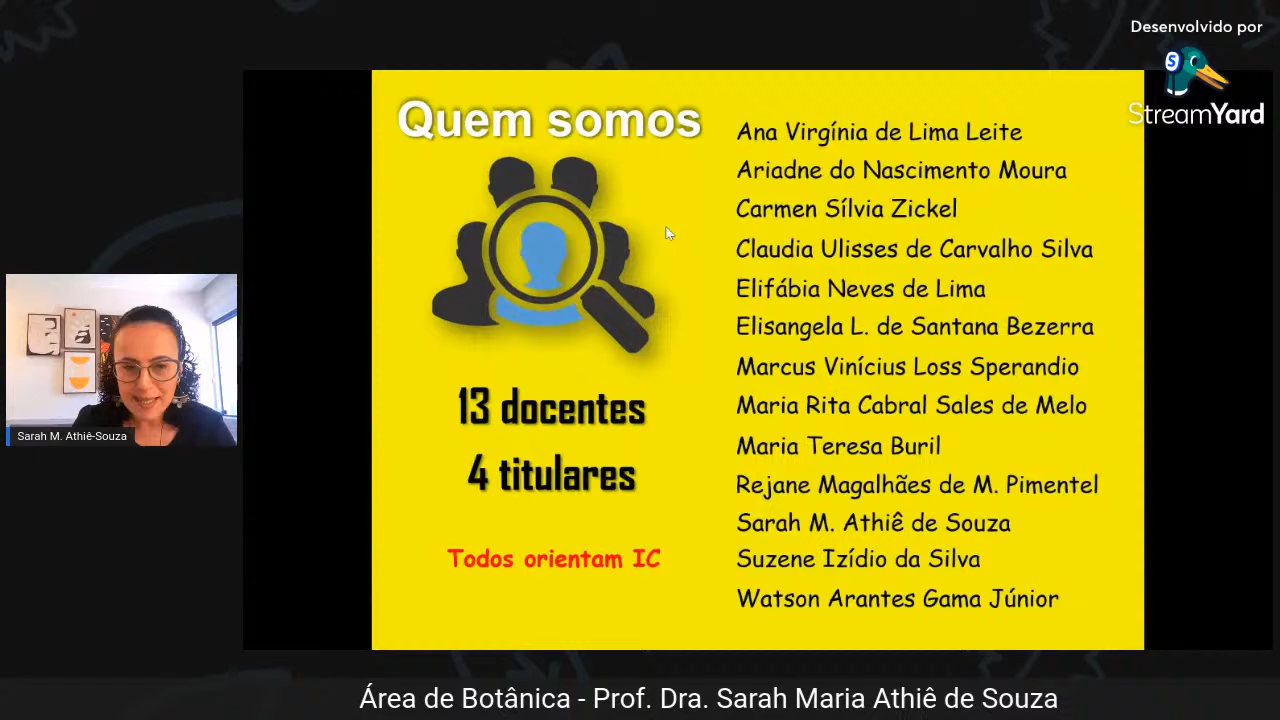 Desenvolvido por
StreamYard
Quem somos
13 docentes
4 titulares
Todos orientam IC
Ana Virgínia de Lima Leite
Ariadne do Nascimento Moura
Carmen Sílvia Zickel
Claudia Ulisses de Carvalho Silva
Elifábia Neves de Lima
Elisangela L. de Santana Bezerra
Marcus Vinícius Loss Sperandio
Maria Rita Cabral Sales de Melo
Maria Teresa Buril
Rejane Magalhães de M. Pimentel
Sarah M. Athiê de Souza
Suzene Izídio da Silva
Watson Arantes Gama Júnior
Sarah M. Athiê-Souza
Área de Botânica - Prof. Dra. Sarah Maria Athiê de Souza